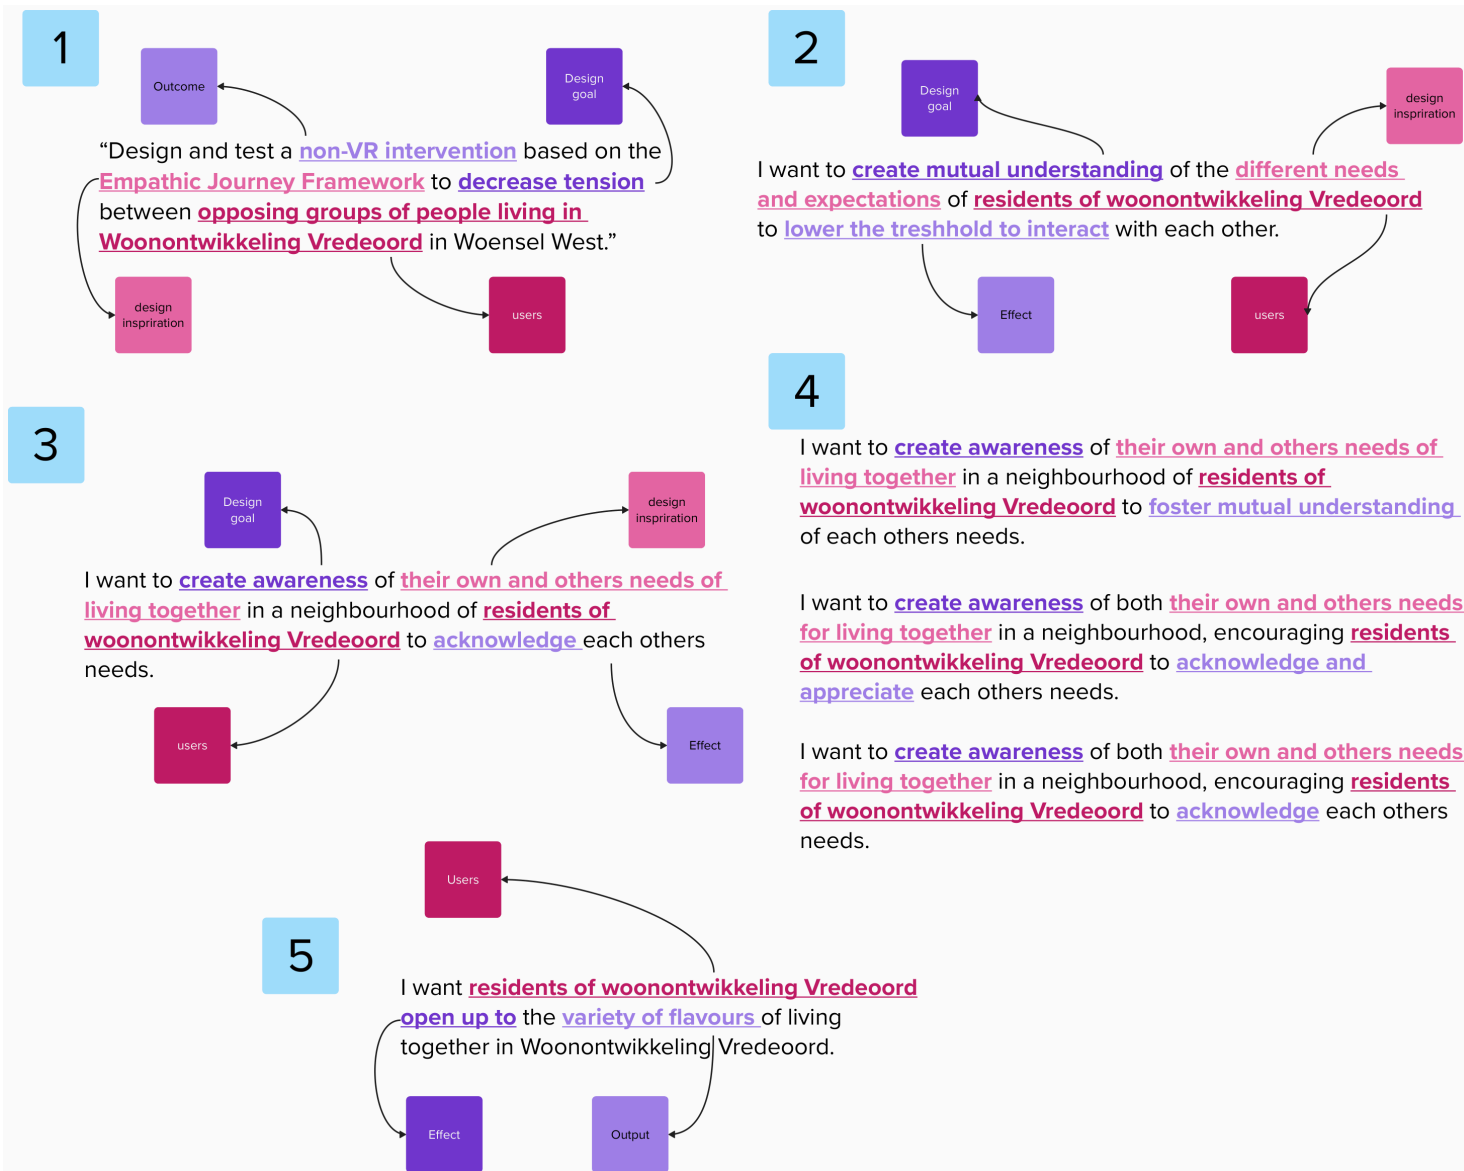 1
Outcome
Design
goal
“Design and test a non-VR intervention based on the
Empathic Journey Framework to decrease tension
between opposing groups of people living in
Woonontwikkeling Vredeoord in Woensel West.”
design
inspriration
users
2
Design
goal
design
inspriration
I want to create mutual understanding of the different needs
and expectations of residents of woonontwikkeling Vredeoord
to lower the treshhold to interact with each other.
Effect
users
3
Design
goal
design
inspriration
I want to create awareness of their own and others needs of
living together in a neighbourhood of residents of
woonontwikkeling Vredeoord to acknowledge each others
needs.
users
Effect
4
I want to create awareness of their own and others needs of
living together in a neighbourhood of residents of
woonontwikkeling Vredeoord to foster mutual understanding
of each others needs.
I want to create awareness of both their own and others needs
for living together in a neighbourhood, encouraging residents
of woonontwikkeling Vredeoord to acknowledge and
appreciate each others needs.
I want to create awareness of both their own and others needs
for living together in a neighbourhood, encouraging residents
of woonontwikkeling Vredeoord to acknowledge each others
needs.
Users
5
I want residents of woonontwikkeling Vredeoord
open up to the variety of flavours of living
together in Woonontwikkeling Vredeoord.
Effect
Output